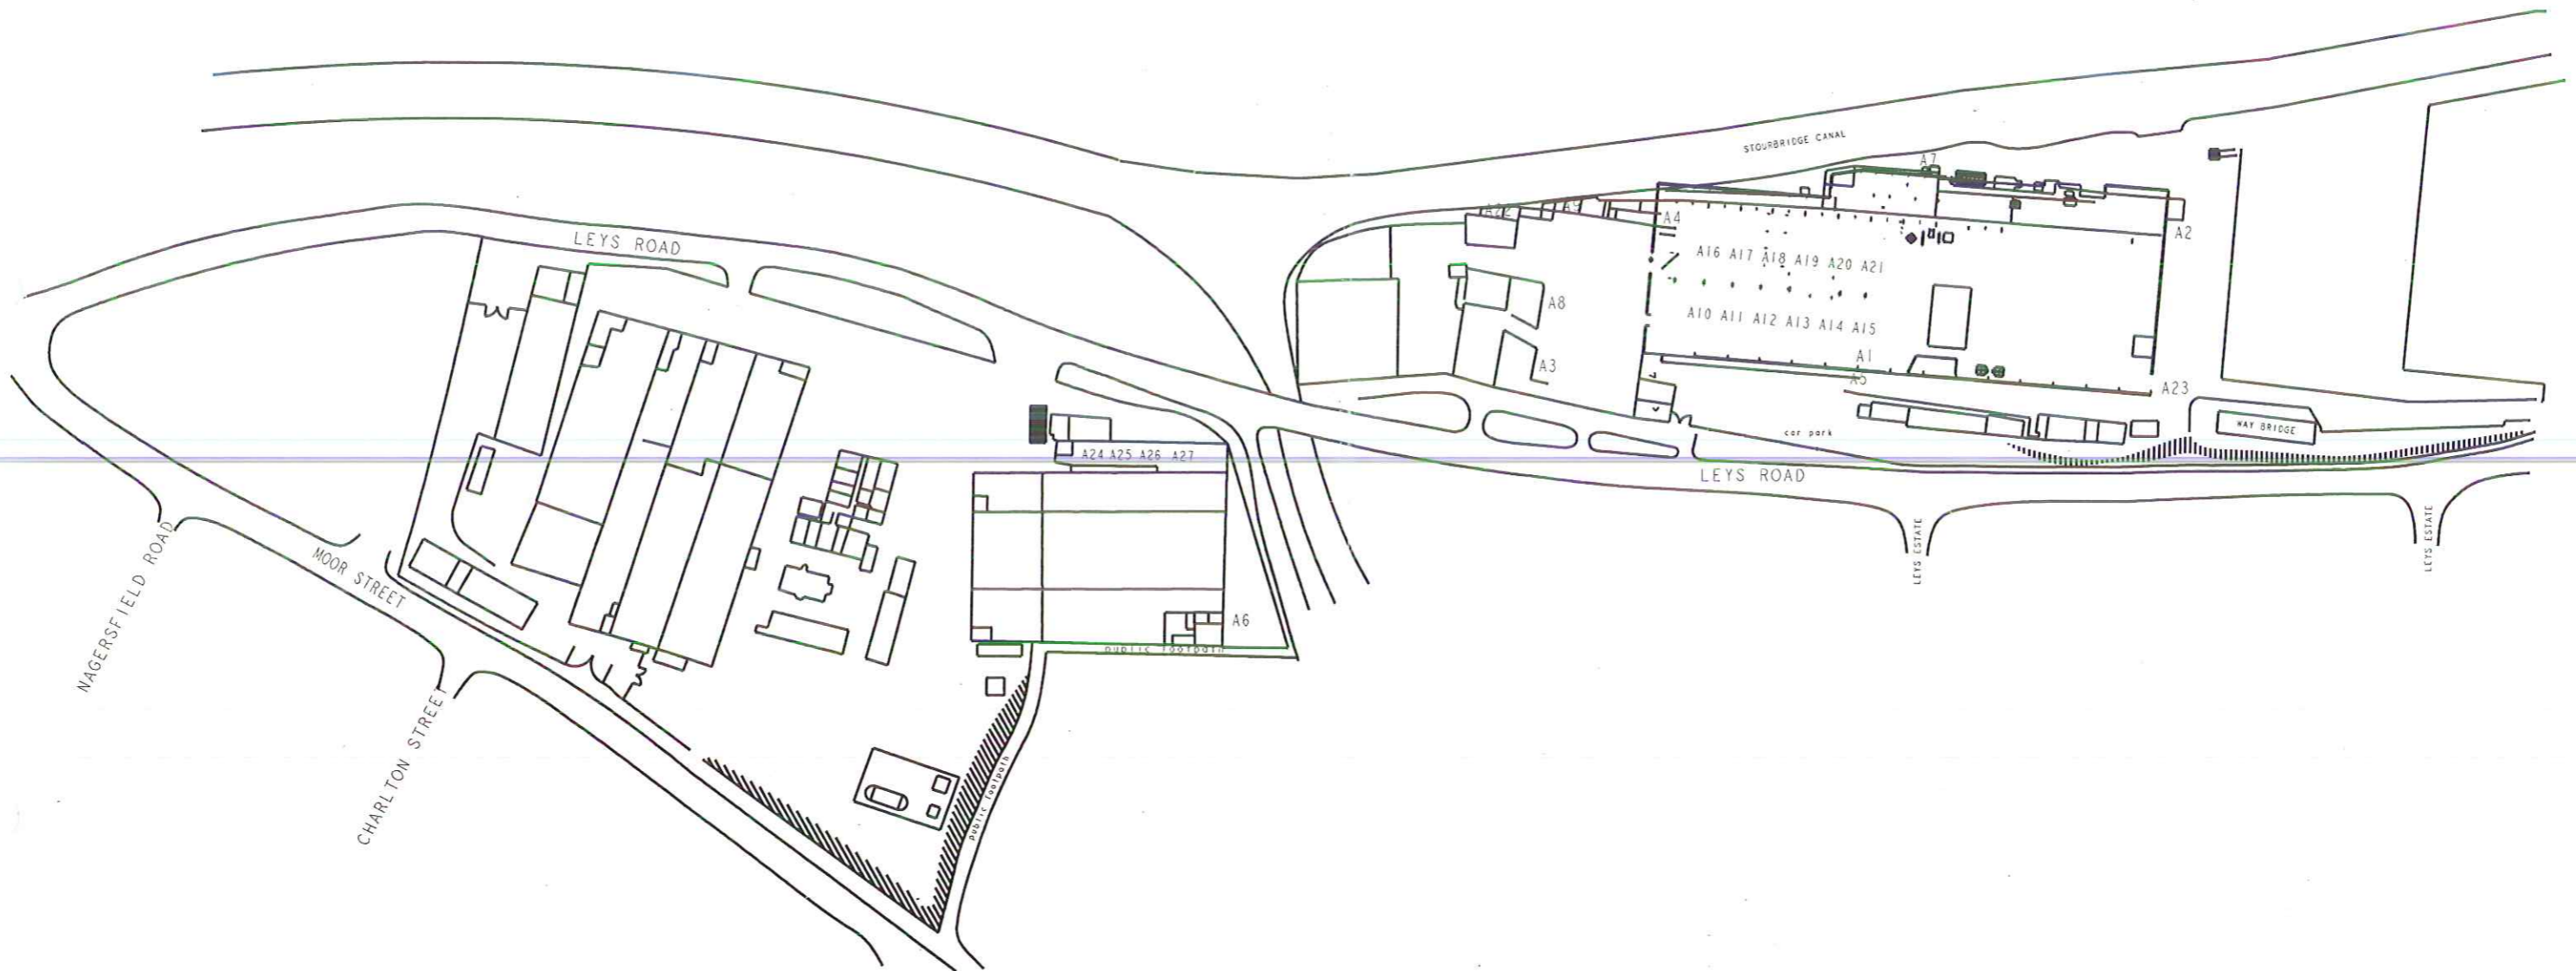 STOURBRIDGE CANAL
A7
A22
A9
A4
A2
LEYS ROAD
A16 A17 A18 A19 A20 A21
A8
A10 A11 A12 A13 A14 A15
A1
A3
A5
A23
WAY BRIDGE
car park
A24 A25 A26 A27
LEYS ROAD
LEYS ESTATE
LEYS ESTATE
NAGERSFIELD ROAD
MOOR STREET
A6
public footpath
CHARLTON STREET
public footpath